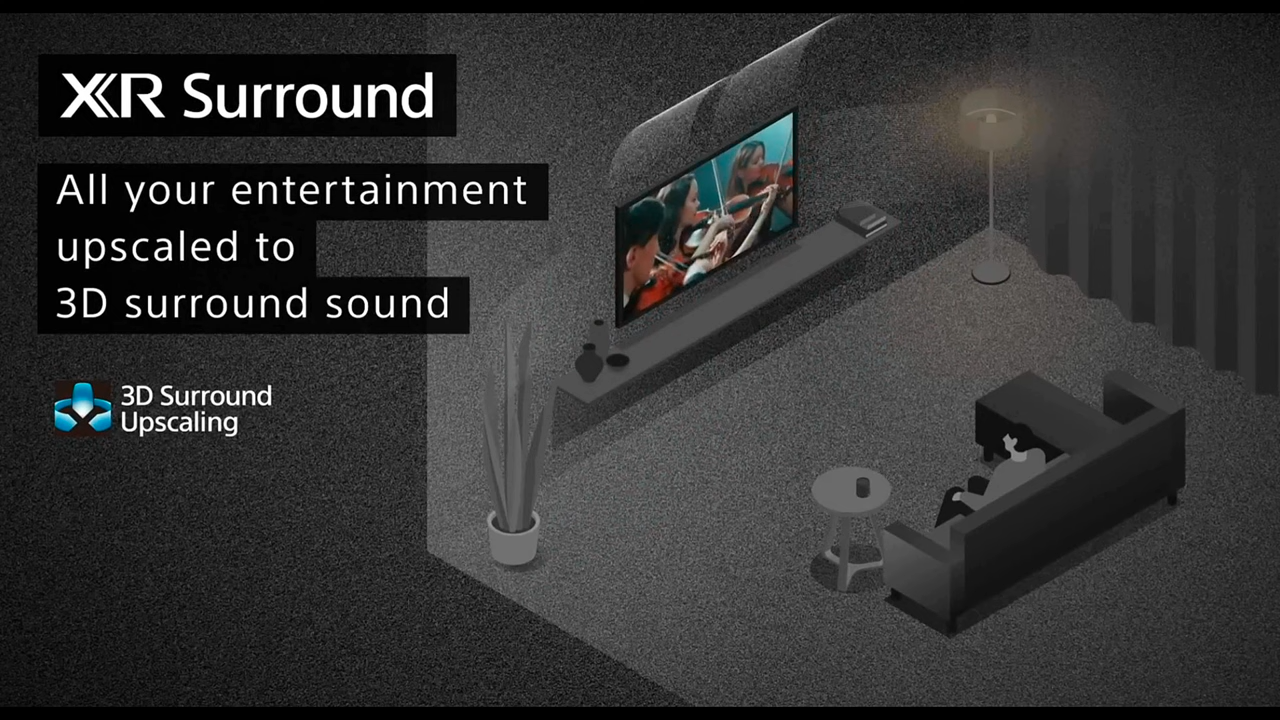 XR Surround
All your entertainment
upscaled to
3D surround sound
3D Surround
Upscaling